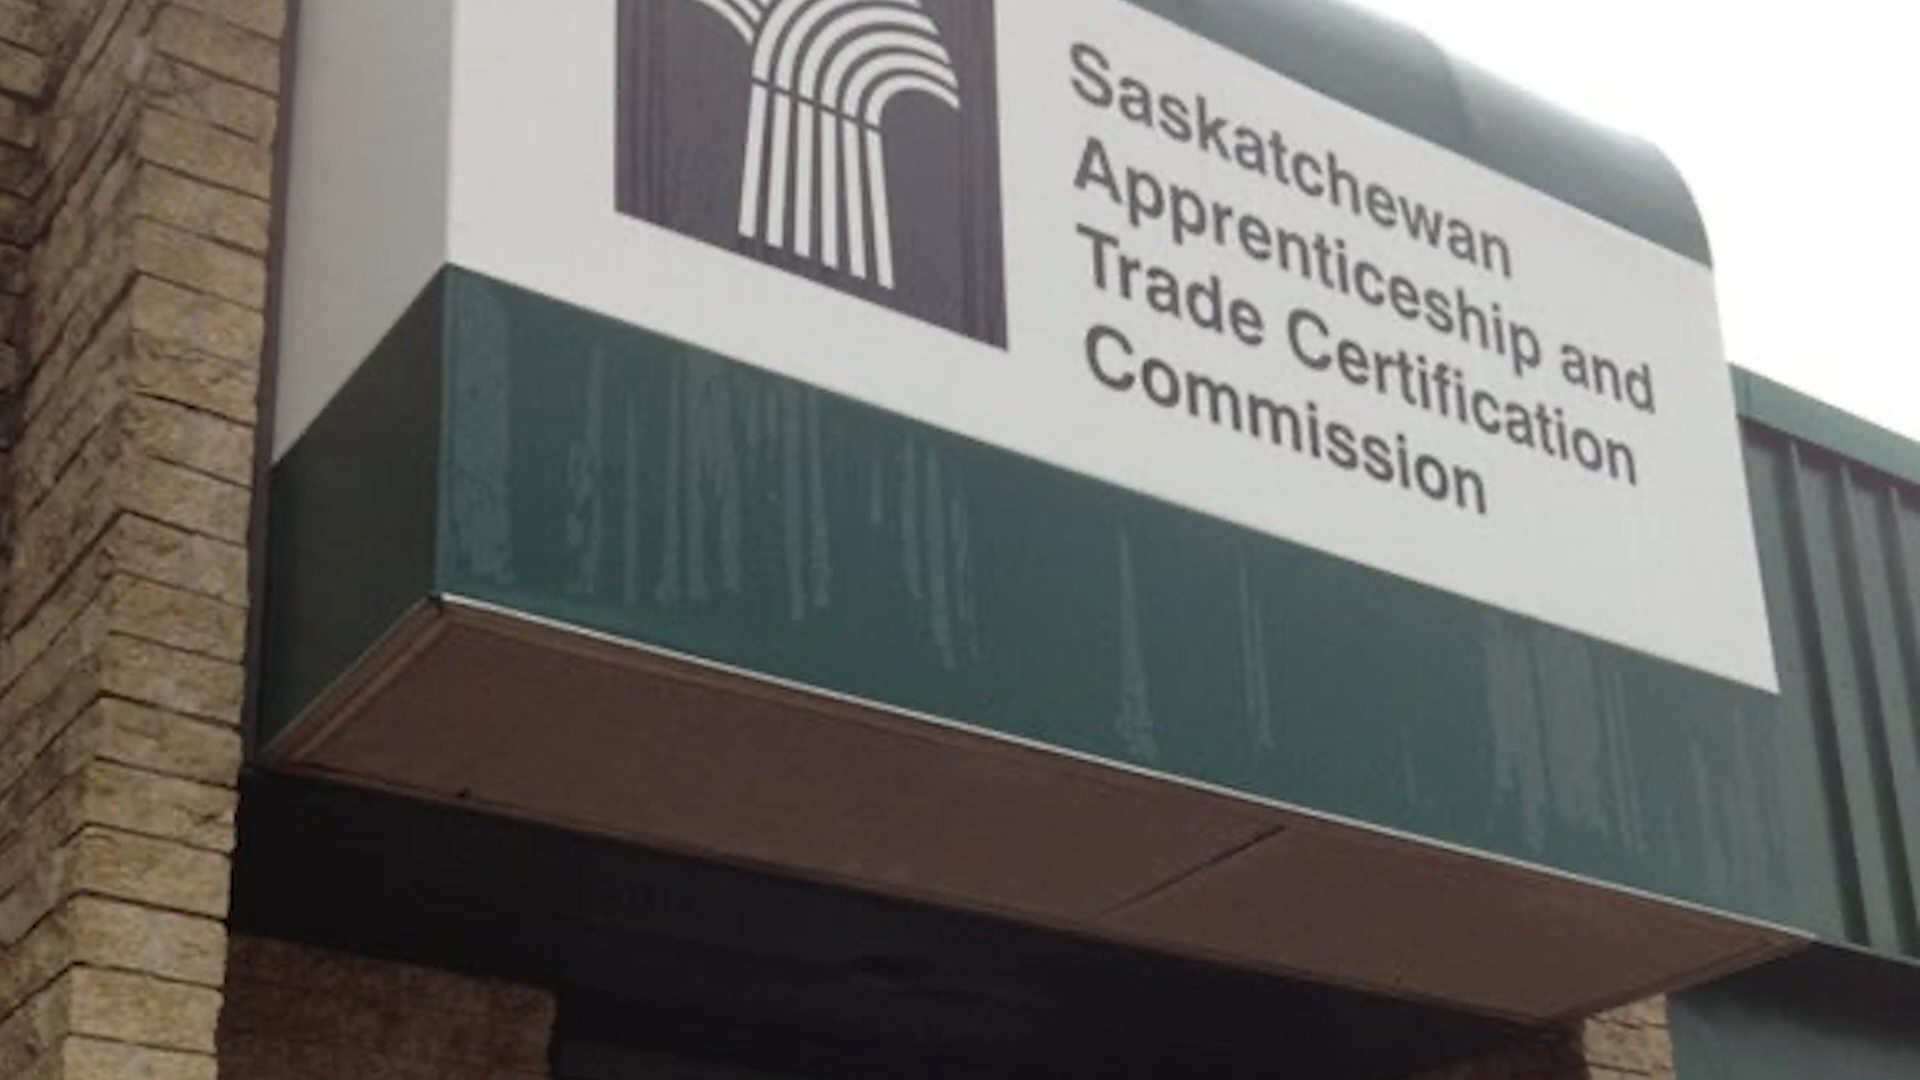 Saskatchewan
Apprenticeship and
Trade Certification
Commission